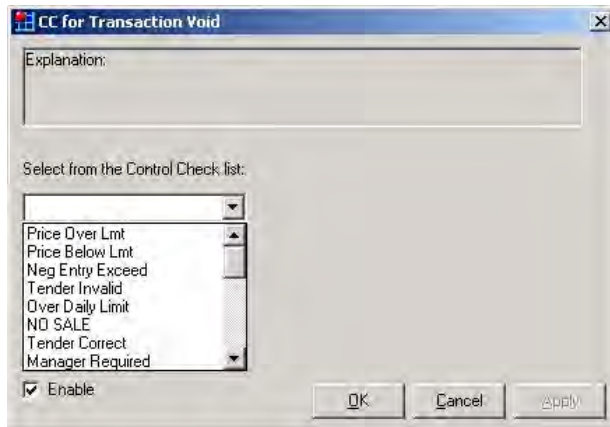 CC for Transaction Void
Explanation:
Select from the Control Check list:
Price Over Lmt
Price Below Lmt
Neg Entry Exceed
Tender Invalid
Over Daily Limit
NO SALE
Tender Correct
Manager Required
Enable
OK Cancel Apply